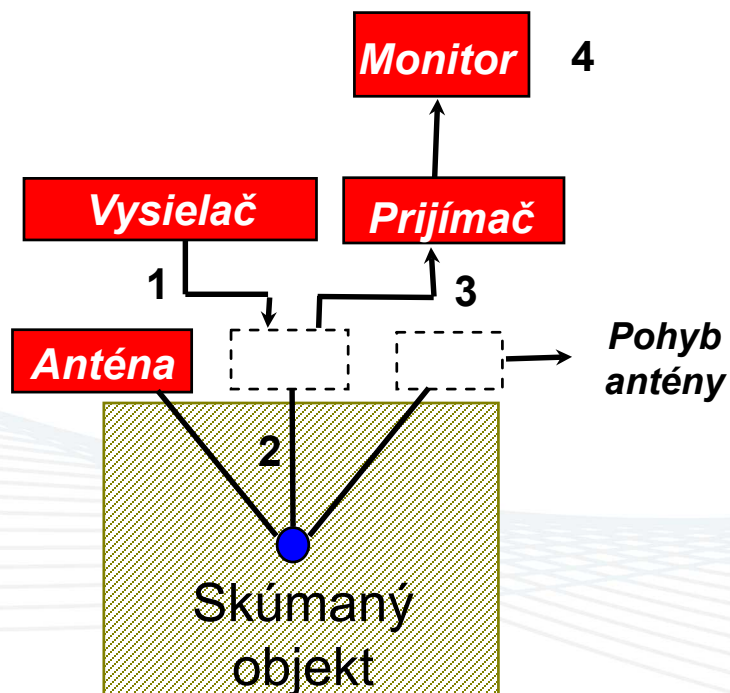 Monitor 4
Vysielač
Prijímač
1
3
Anténa
Pohyb
antény
2
Skúmaný
objekt